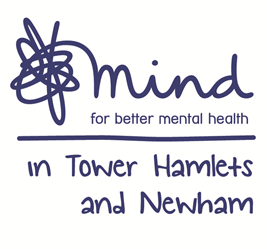 mind
for better mental health
in Tower Hamlets
and Newham